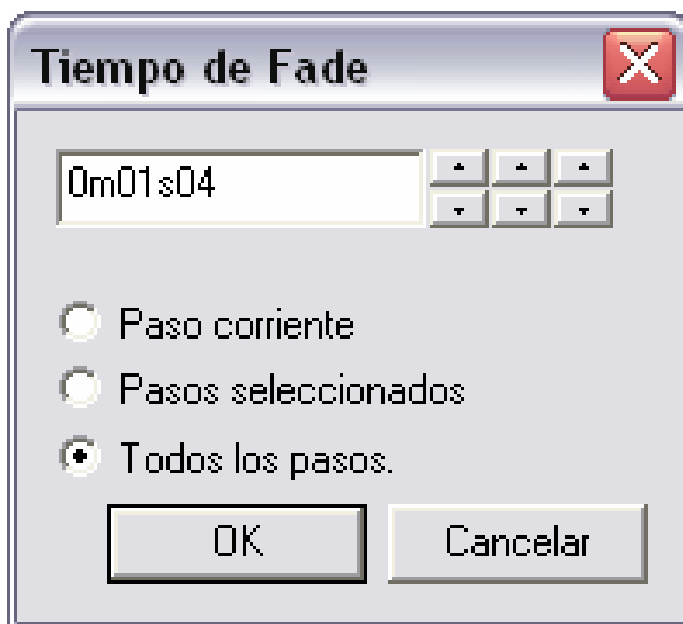 Tiempo de Fade
0m01s04
Paso corriente
Pasos seleccionados
Todos los pasos.
OK Cancelar